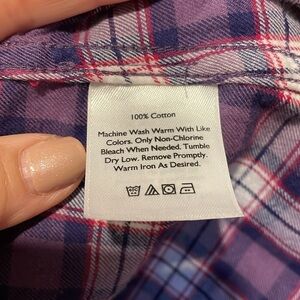 100% Cotton
Machine Wash Warm With Like
Colors. Only Non-Chlorine
Bleach When Needed. Tumble
Dry Low. Remove Promptly.
Warm Iron As Desired.